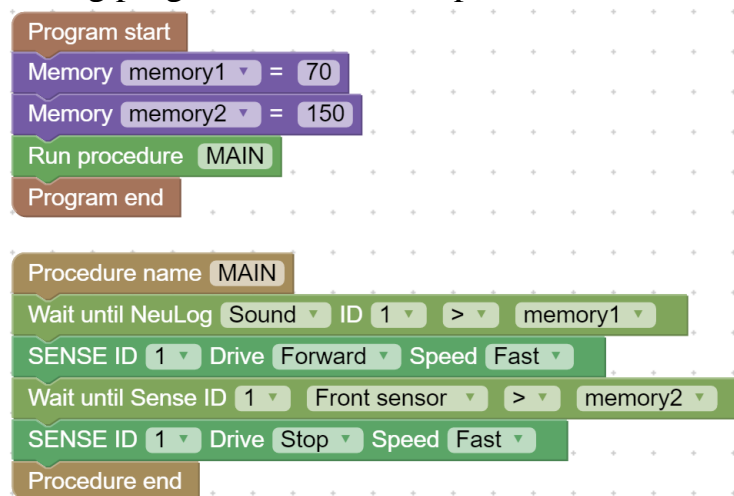 Program start
Memory memory1 = 70
Memory memory2 = 150
Run procedure MAIN
Program end
Procedure name MAIN
Wait until NeuLog Sound ID 1 > memory1
SENSE ID 1 Drive Forward Speed Fast
Wait until Sense ID 1 Front sensor > memory2
SENSE ID 1 Drive Stop Speed Fast
Procedure end